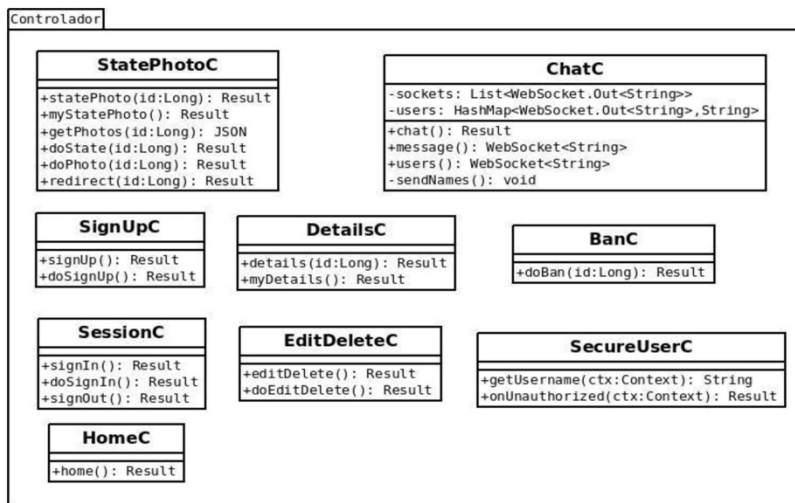 Controlador
StatePhotoC
+statePhoto(id:Long): Result
+myStatePhoto(): Result
+getPhotos(id:Long): JSON
+doState(id:Long): Result
+doPhoto(id:Long): Result
+redirect(id:Long): Result
ChatC
-sockets: List<WebSocket.Out<String>>
-users: HashMap<WebSocket.Out<String>,String>
+chat(): Result
+message(): WebSocket<String>
+users(): WebSocket<String>
-sendNames(): void
SignUpC
+signUp(): Result
+doSignUp(): Result
DetailsC
+details(id:Long): Result
+myDetails(): Result
BanC
+doBan(id:Long): Result
SessionC
+signIn(): Result
+doSignIn(): Result
+signOut(): Result
EditDeleteC
+editDelete(): Result
+doEditDelete(): Result
SecureUserC
+getUsername(ctx:Context): String
+onUnauthorized(ctx:Context): Result
HomeC
+home(): Result